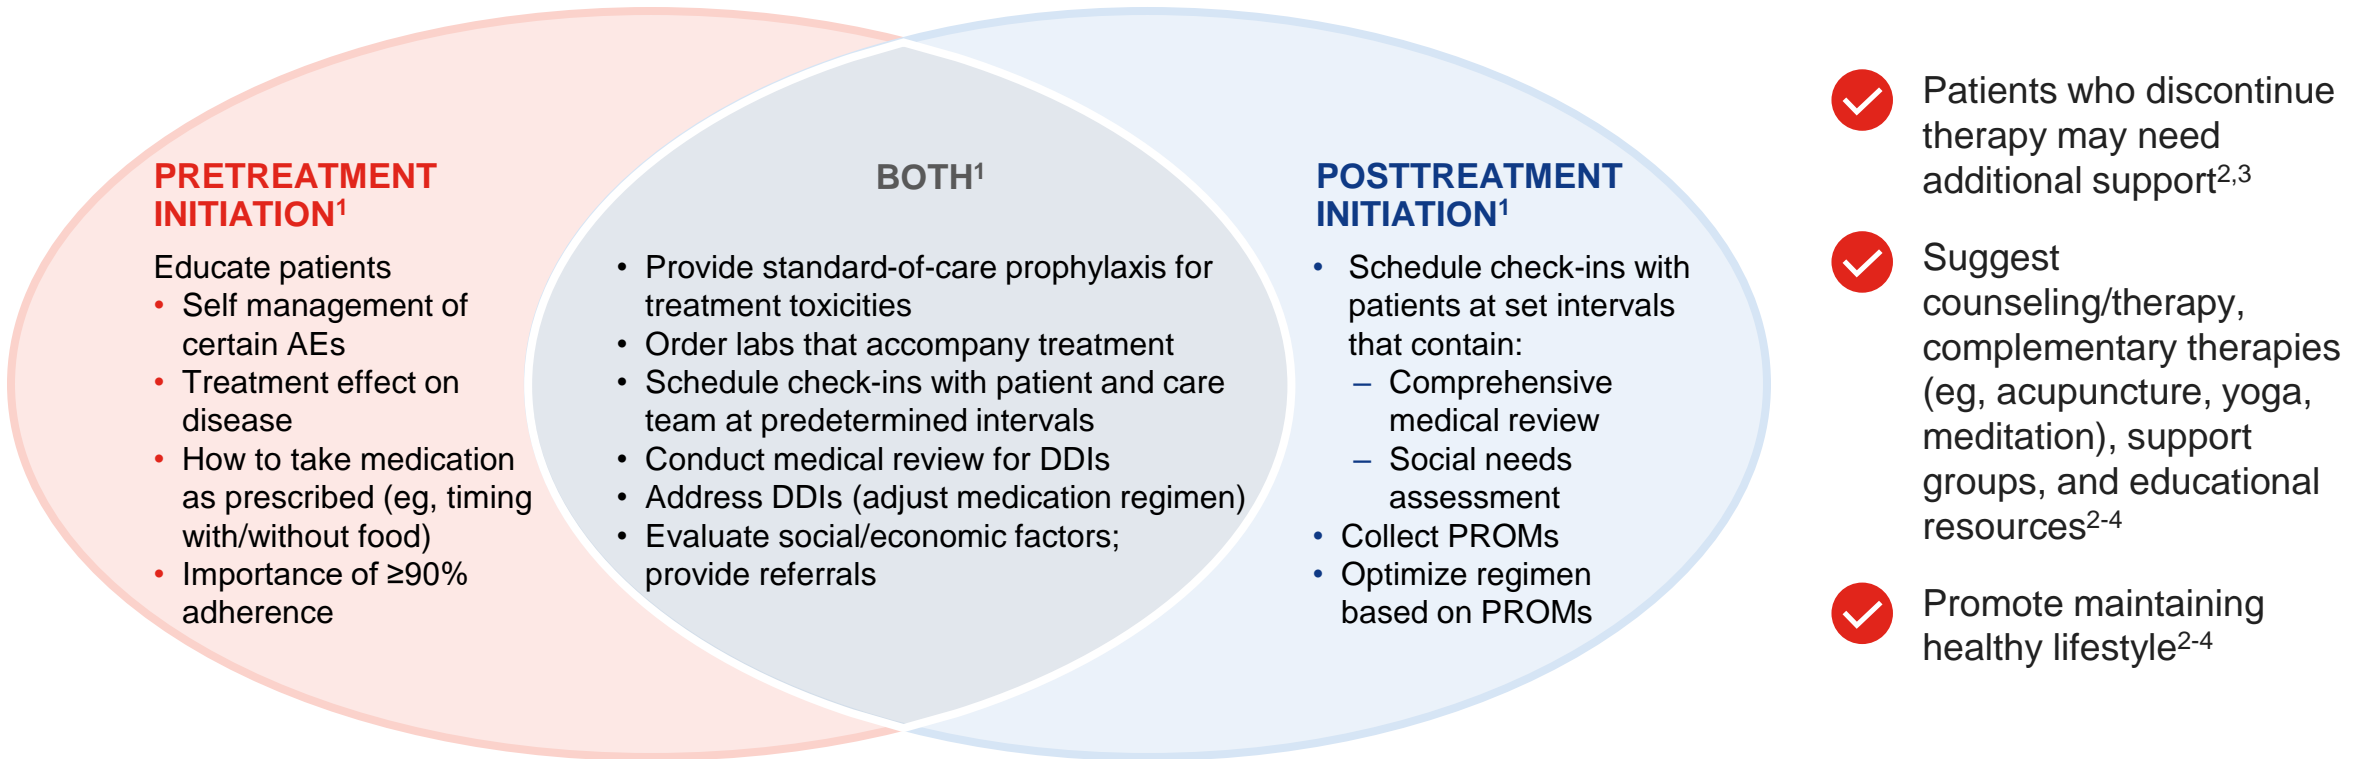 PRETREATMENT
INITIATION¹
Educate patients
• Self management of
certain AEs
• Treatment effect on
disease
• How to take medication
as prescribed (eg, timing
with/without food)
• Importance of ≥90%
adherence
BOTH¹
• Provide standard-of-care prophylaxis for
treatment toxicities
• Order labs that accompany treatment
• Schedule check-ins with patient and care
team at predetermined intervals
• Conduct medical review for DDIs
• Address DDIs (adjust medication regimen)
• Evaluate social/economic factors;
provide referrals
POSTTREATMENT
INITIATION¹
• Schedule check-ins with
patients at set intervals
that contain:
– Comprehensive
medical review
– Social needs
assessment
• Collect PROMs
• Optimize regimen
based on PROMs
Patients who discontinue
therapy may need
additional support²,³
Suggest
counseling/therapy,
complementary therapies
(eg, acupuncture, yoga,
meditation), support
groups, and educational
resources²-⁴
Promote maintaining
healthy lifestyle²-⁴